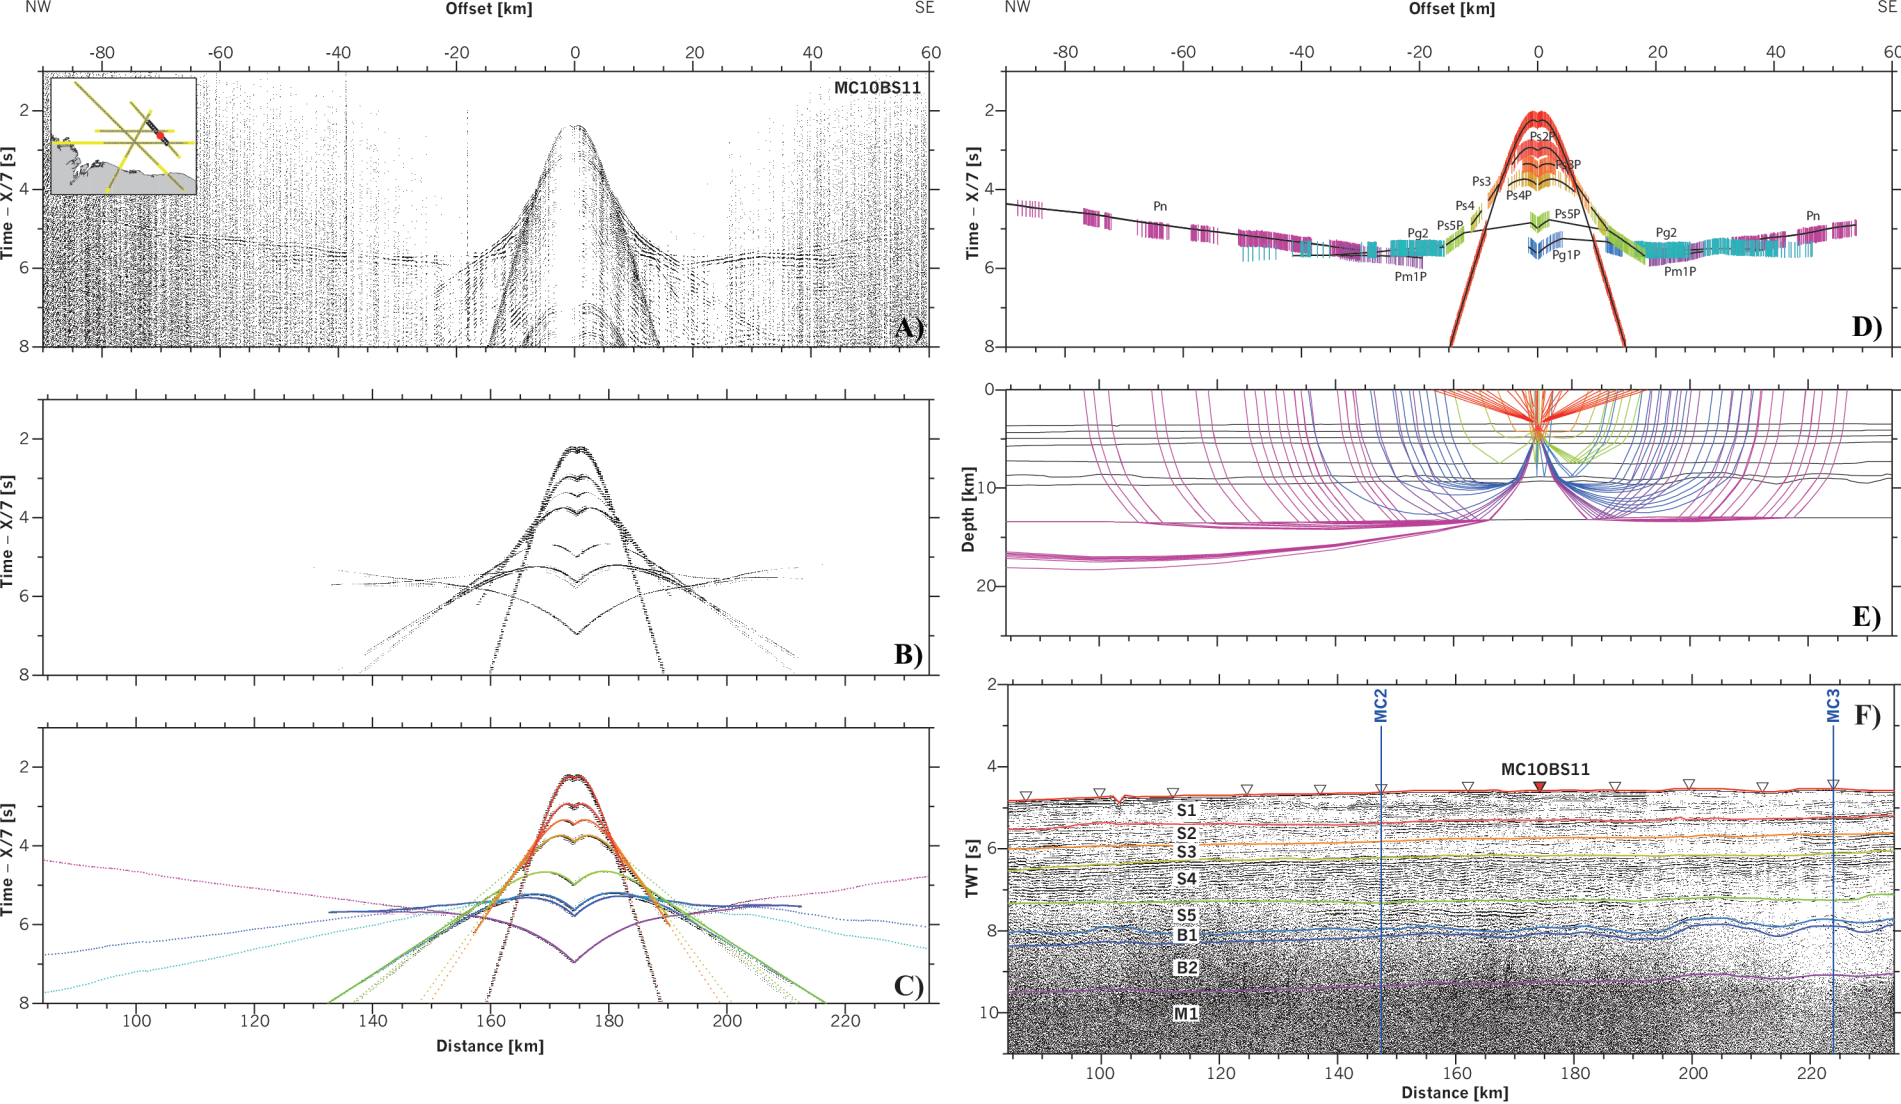 NW Offset [km] SE
-80 -60 -40 -20 0 20 40 60
MC10BS11
Time – X/7 [s]
2
4
6
8
A)
Time – X/7 [s]
2
4
6
8
B)
Time – X/7 [s]
2
4
6
8
C)
100 120 140 160 180 200 220
Distance [km]
NW Offset [km] SE
-80 -60 -40 -20 0 20 40 60
Time – X/7 [s]
2
4
6
8
Ps2P
Ps3P
Ps3
Ps4P
Ps4
Ps5P
Ps5P
Pn
Pn
Pg2
Pg2
Pg1P
Pm1P
Pm1P
D)
Depth [km]
0
10
20
E)
TWT [s]
2
4
6
8
10
MC2
MC3
F)
MC1OBS11
S1
S2
S3
S4
S5
B1
B2
M1
100 120 140 160 180 200 220
Distance [km]